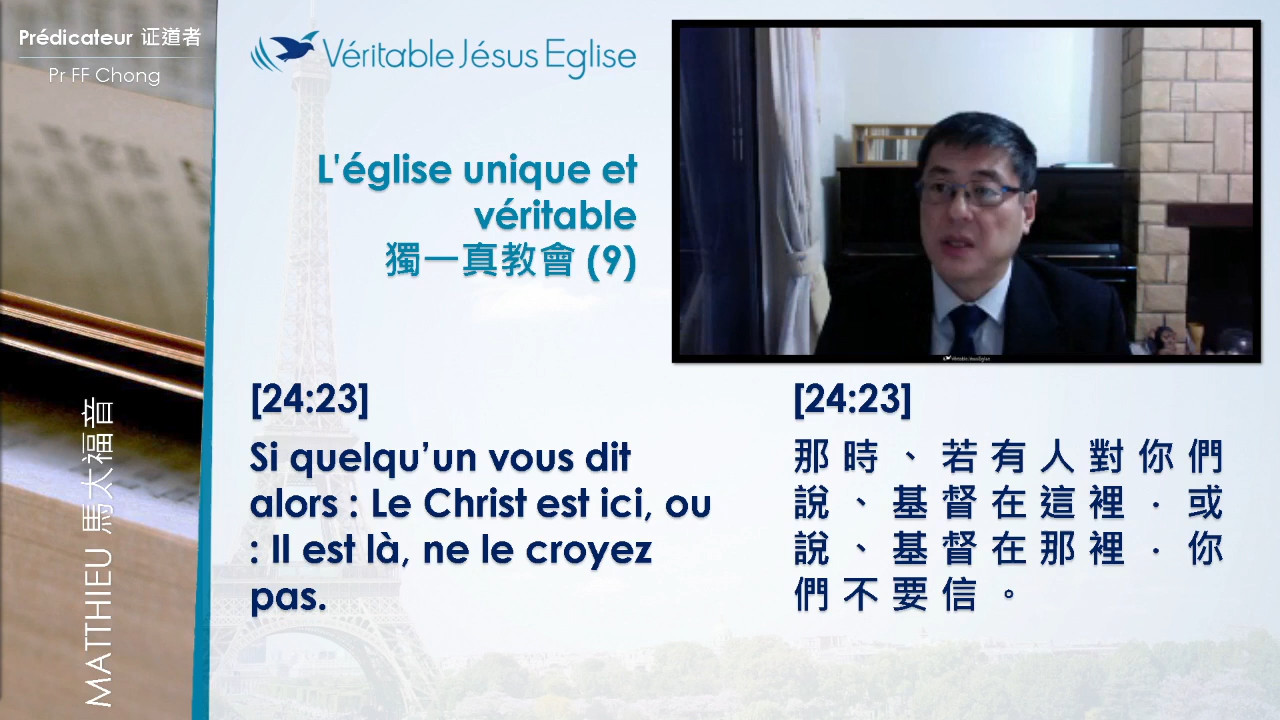 Prédicateur 证道者
Pr FF Chong
Véritable Jésus Eglise
L'église unique et
véritable
獨一真教會 (9)
[24:23]
Si quelqu’un vous dit
alors : Le Christ est ici, ou
: Il est là, ne le croyez
pas.
[24:23]
那時、若有人對你們
說、基督在這裡．或
說、基督在那裡．你
們不要信。
MATTHIEU 馬太福音
Véritable Jésus Eglise